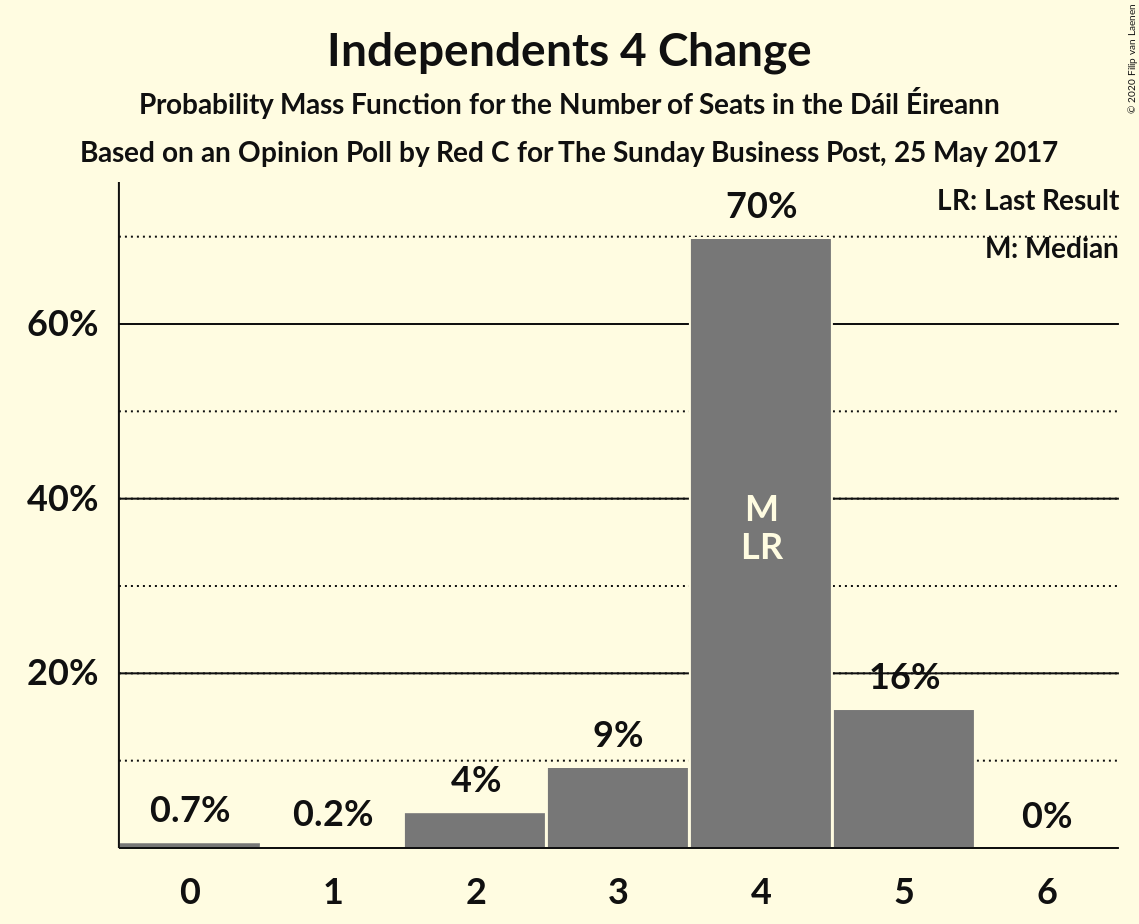 Independents 4 Change
Probability Mass Function for the Number of Seats in the Dáil Éireann
Based on an Opinion Poll by Red C for The Sunday Business Post, 25 May 2017
© 2020 Filip van Laenen
LR: Last Result
M: Median
70%
60%
40%
20%
M
LR
16%
9%
4%
0.7%
0.2%
0%
0 1 2 3 4 5 6